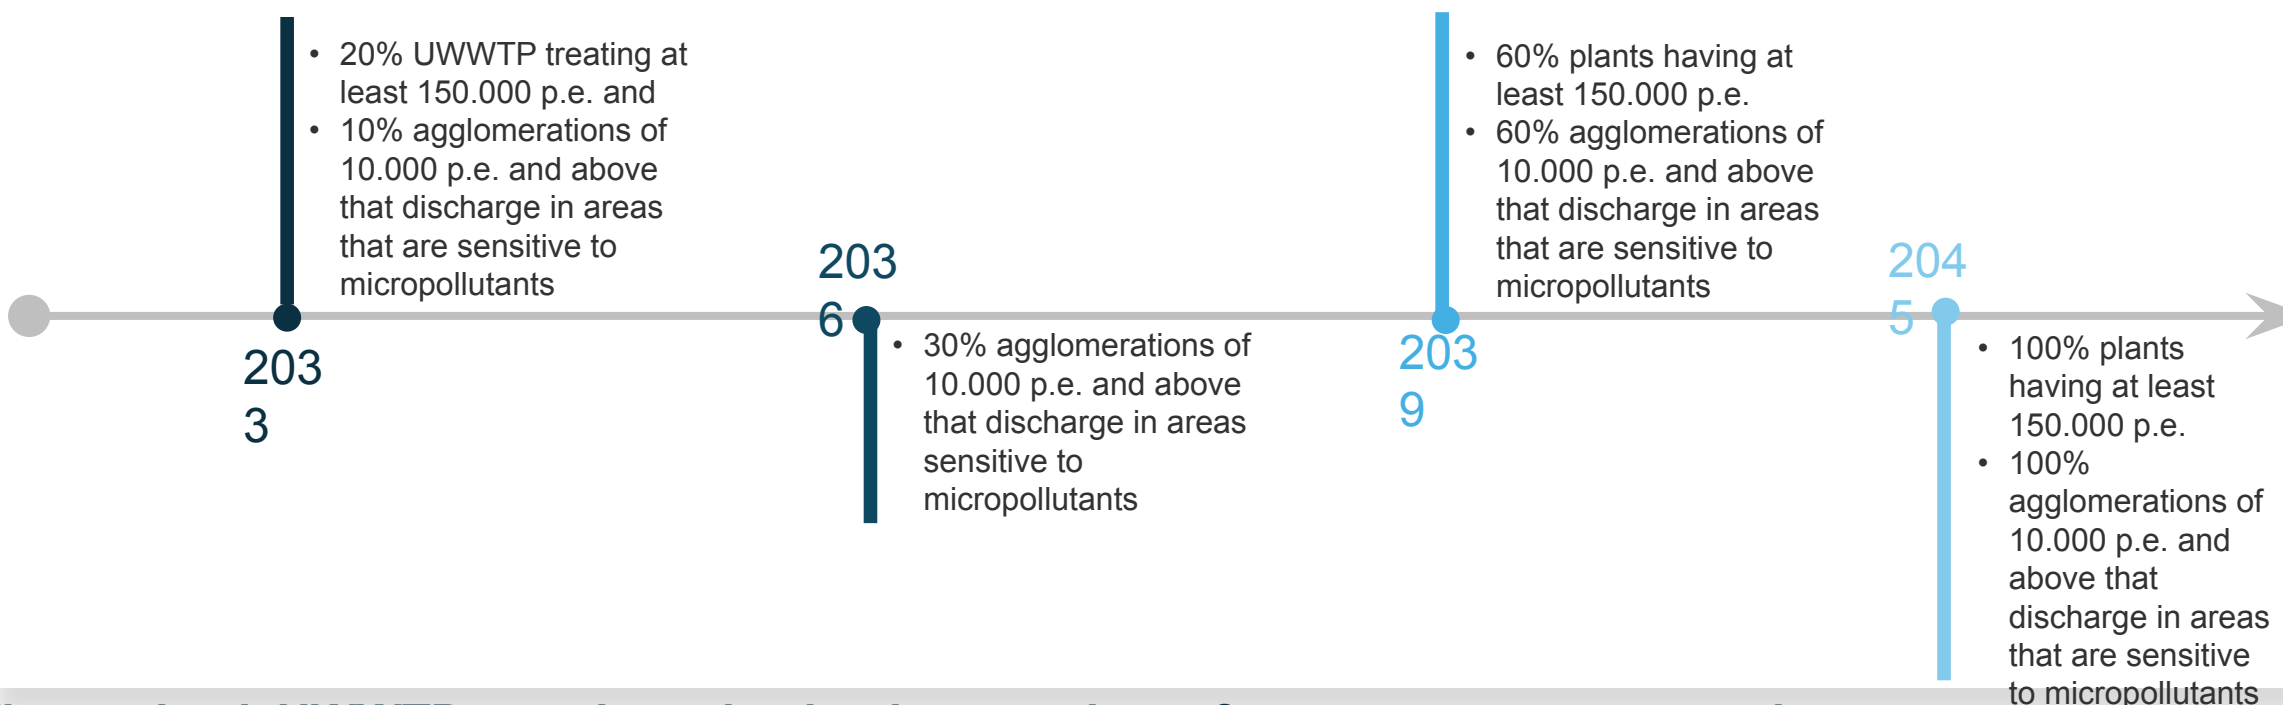 • 20% UWWTP treating at
least 150.000 p.e. and
• 10% agglomerations of
10.000 p.e. and above
that discharge in areas
that are sensitive to
micropollutants
203
3
203
6
• 30% agglomerations of
10.000 p.e. and above
that discharge in areas
sensitive to
micropollutants
• 60% plants having at
least 150.000 p.e.
• 60% agglomerations of
10.000 p.e. and above
that discharge in areas
that are sensitive to
micropollutants
203
9
204
5
• 100% plants
having at least
150.000 p.e.
• 100%
agglomerations of
10.000 p.e. and
above that
discharge in areas
that are sensitive
to micropollutants